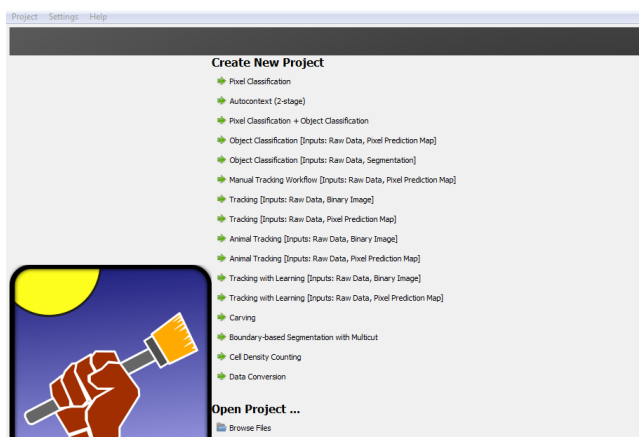 Project Settings Help
Create New Project
Pixel Classification
Autocontext (2-stage)
Pixel Classification + Object Classification
Object Classification [Inputs: Raw Data, Pixel Prediction Map]
Object Classification [Inputs: Raw Data, Segmentation]
Manual Tracking Workflow [Inputs: Raw Data, Pixel Prediction Map]
Tracking [Inputs: Raw Data, Binary Image]
Tracking [Inputs: Raw Data, Pixel Prediction Map]
Animal Tracking [Inputs: Raw Data, Binary Image]
Animal Tracking [Inputs: Raw Data, Pixel Prediction Map]
Tracking with Learning [Inputs: Raw Data, Binary Image]
Tracking with Learning [Inputs: Raw Data, Pixel Prediction Map]
Carving
Boundary-based Segmentation with Multicut
Cell Density Counting
Data Conversion
Open Project ...
Browse Files